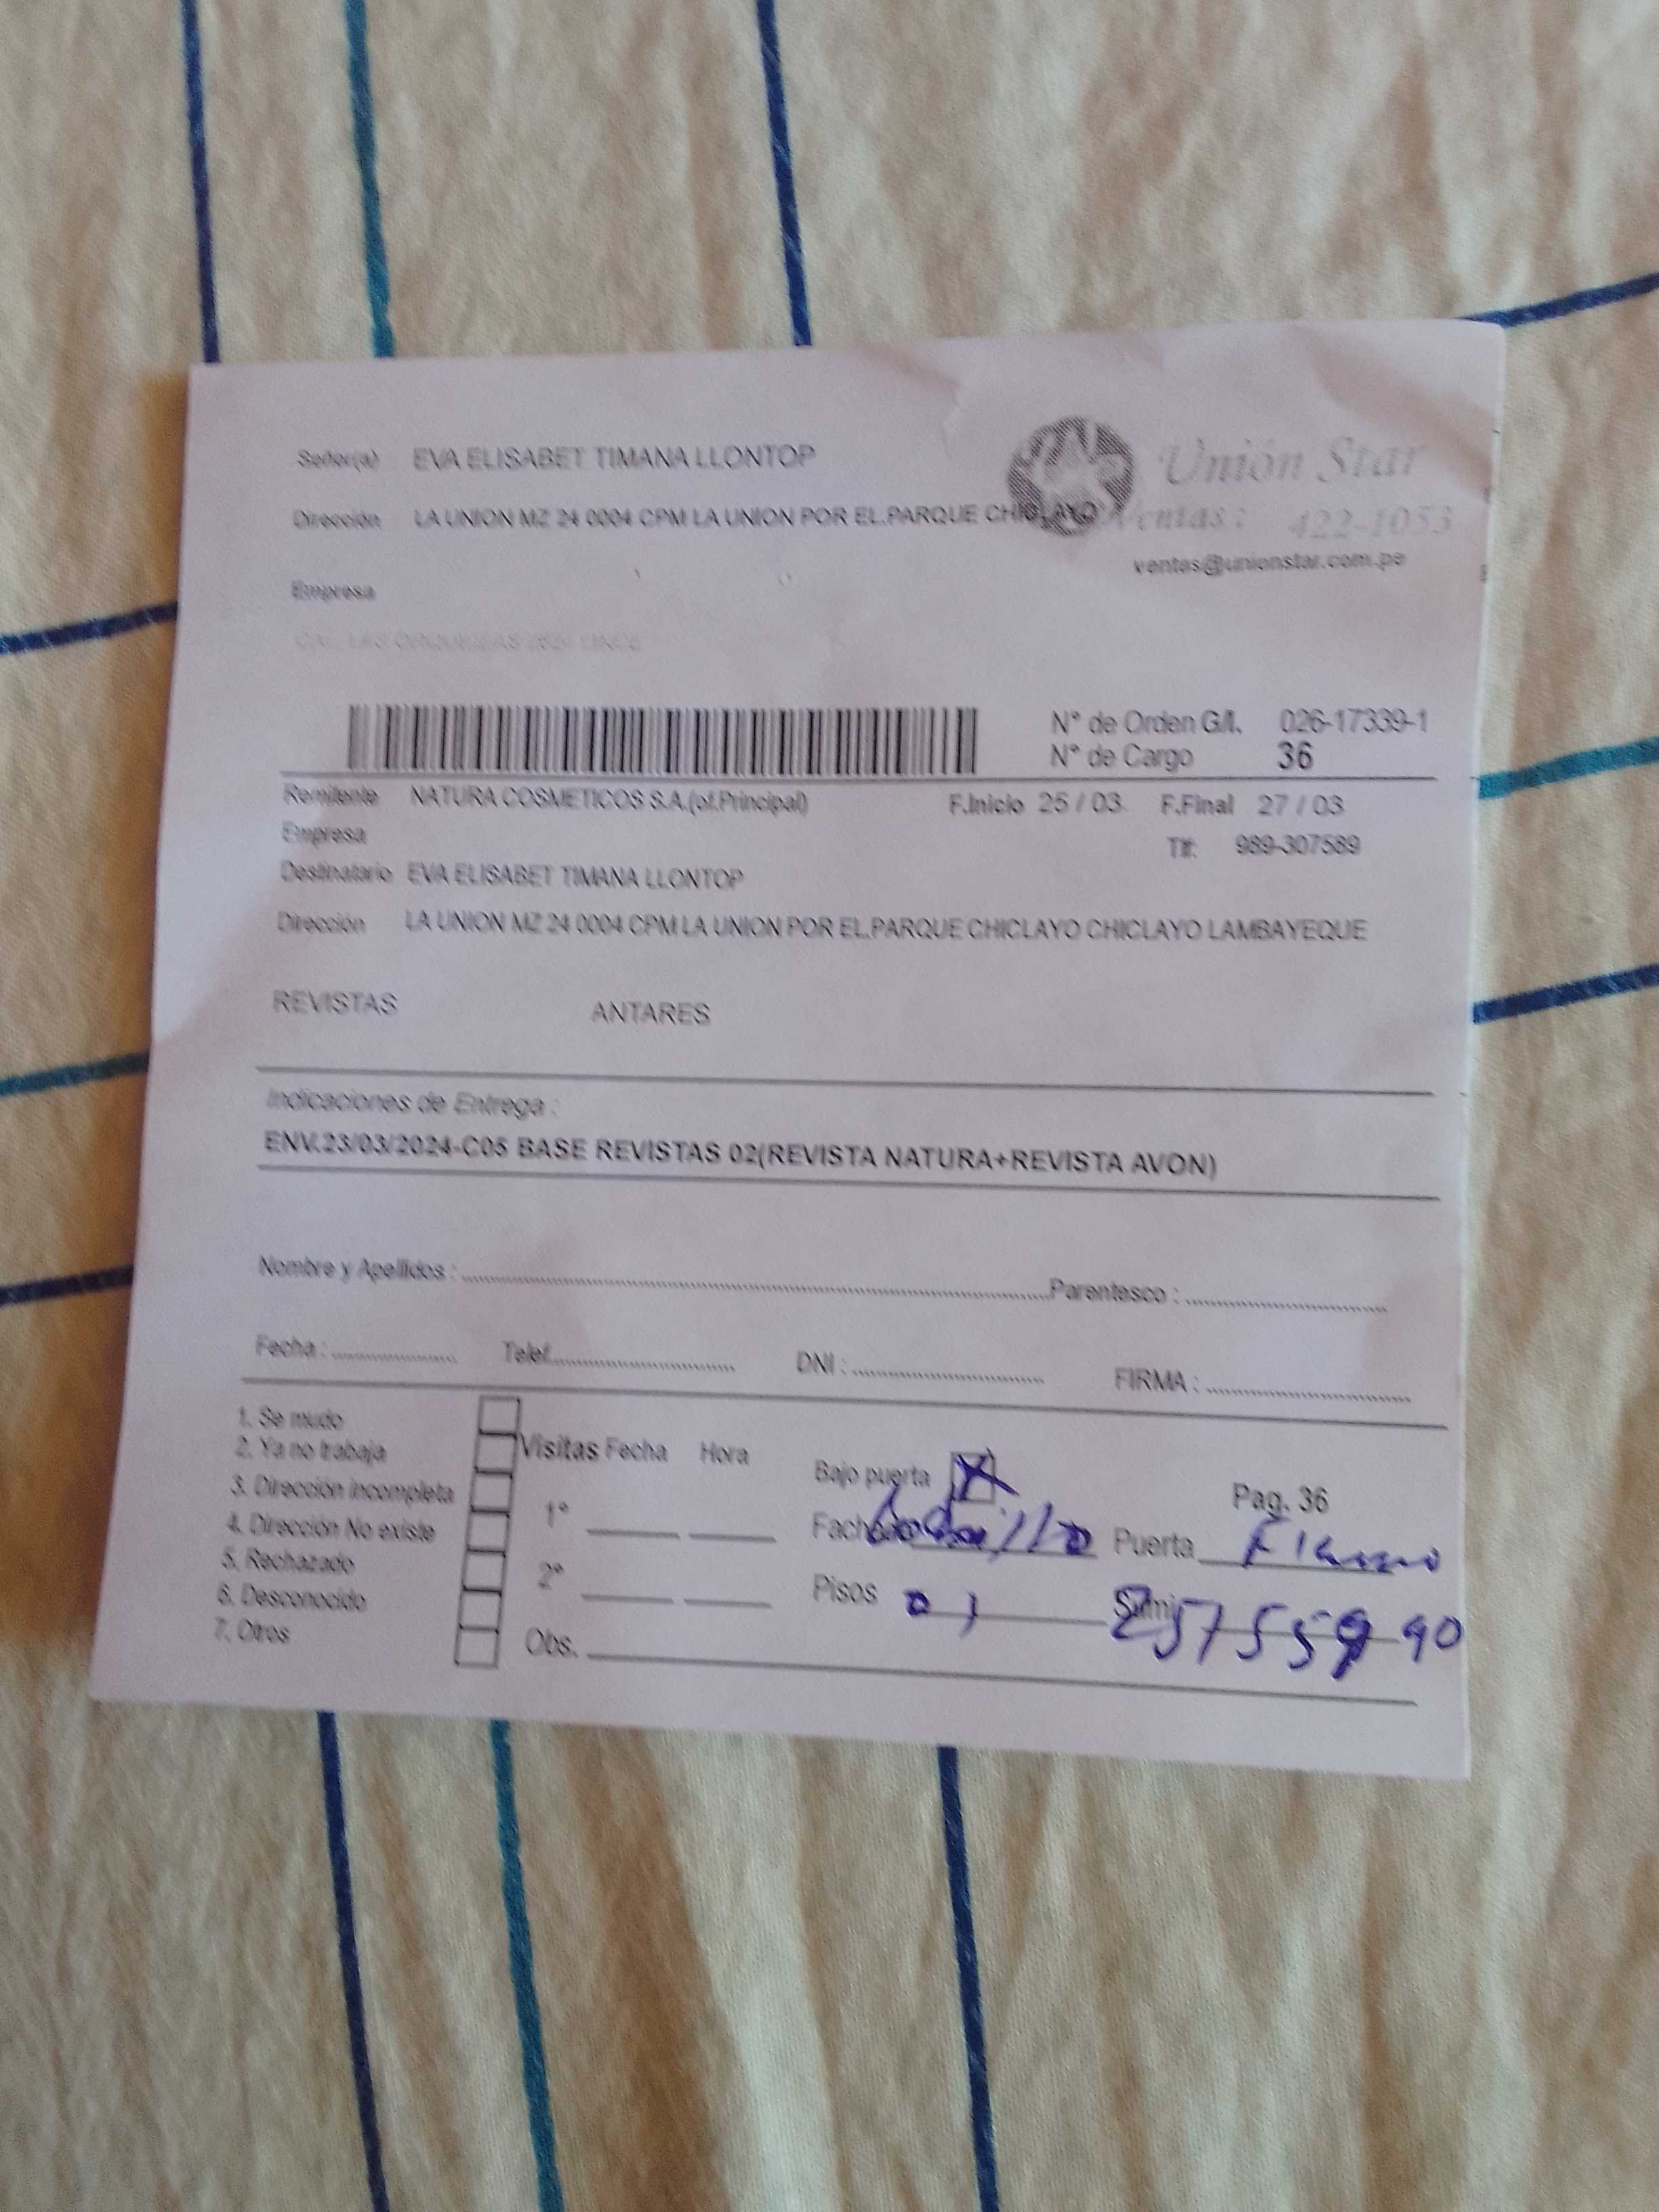 Señor(a) EVA ELISABET TIMANA LLONTOP
Unión Star
Dirección LA UNION MZ 24 0004 CPM LA UNION POR EL.PARQUE CHICLAYO
Ventas: 422-1053
ventas@unionstar.com.pe
Empresa
N° de Orden G/I. 026-17339-1
N° de Cargo 36
Remitente NATURA COSMETICOS S.A.(of.Principal) F.Inicio 25 / 03 F.Final 27 / 03
Empresa Tlf: 989-307589
Destinatario EVA ELISABET TIMANA LLONTOP
Dirección LA UNION MZ 24 0004 CPM LA UNION POR EL.PARQUE CHICLAYO CHICLAYO LAMBAYEQUE
REVISTAS ANTARES
Indicaciones de Entrega :
ENV.23/03/2024-C05 BASE REVISTAS 02(REVISTA NATURA+REVISTA AVON)
Nombre y Apellidos : Parentesco :
Fecha : Telef. DNI : FIRMA :
1. Se mudo
2. Ya no trabaja
3. Dirección incompleta
4. Dirección No existe
5. Rechazado
6. Desconocido
7. Otros
Visitas Fecha Hora
1°
2°
Obs.
Bajo puerta X
Pag. 36
Puerta
Pisos 01